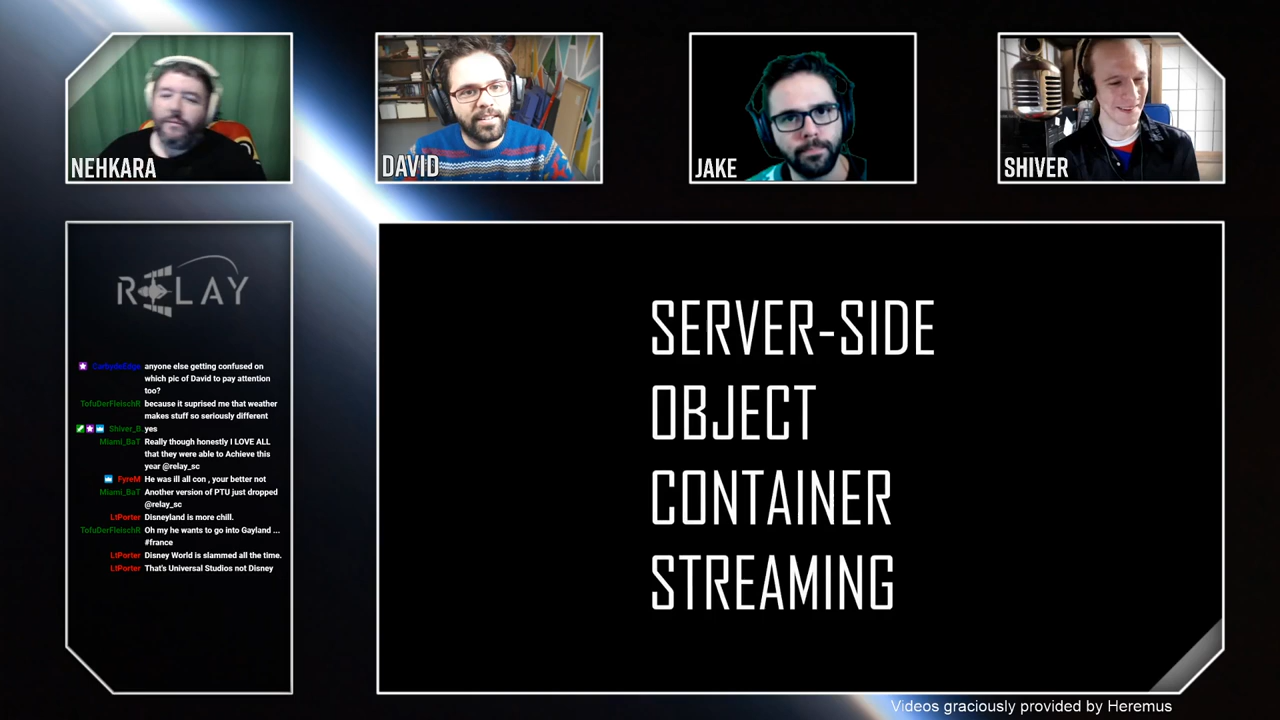 NEHKARA
DAVID
JAKE
SHIVER
RELAY
CarbydeEdge anyone else getting confused on
which pic of David to pay attention
too?
TofuDerFleischR because it suprised me that weather
makes stuff so seriously different
Shiver_B yes
Miami_BaT Really though honestly I LOVE ALL
that they were able to Achieve this
year @relay_sc
FyreM He was ill all con , your better not
Miami_BaT Another version of PTU just dropped
@relay_sc
LtPorter Disneyland is more chill.
TofuDerFleischR Oh my he wants to go into Gayland ...
#france
LtPorter Disney World is slammed all the time.
LtPorter That's Universal Studios not Disney
SERVER-SIDE
OBJECT
CONTAINER
STREAMING
Videos graciously provided by Heremus